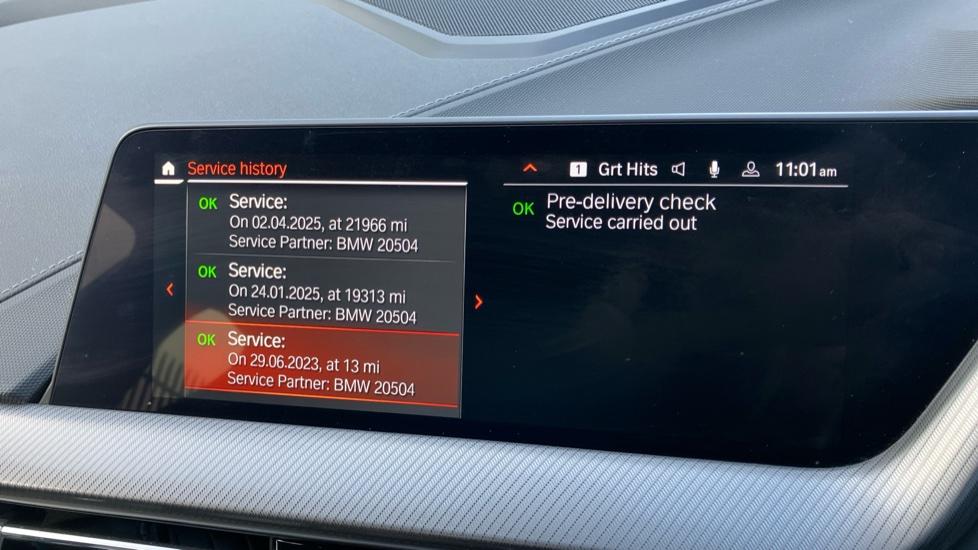 Service history
1 Grt Hits 11:01am
OK Service:
On 02.04.2025, at 21966 mi
Service Partner: BMW 20504
OK Service:
On 24.01.2025, at 19313 mi
Service Partner: BMW 20504
OK Service:
On 29.06.2023, at 13 mi
Service Partner: BMW 20504
OK Pre-delivery check
Service carried out